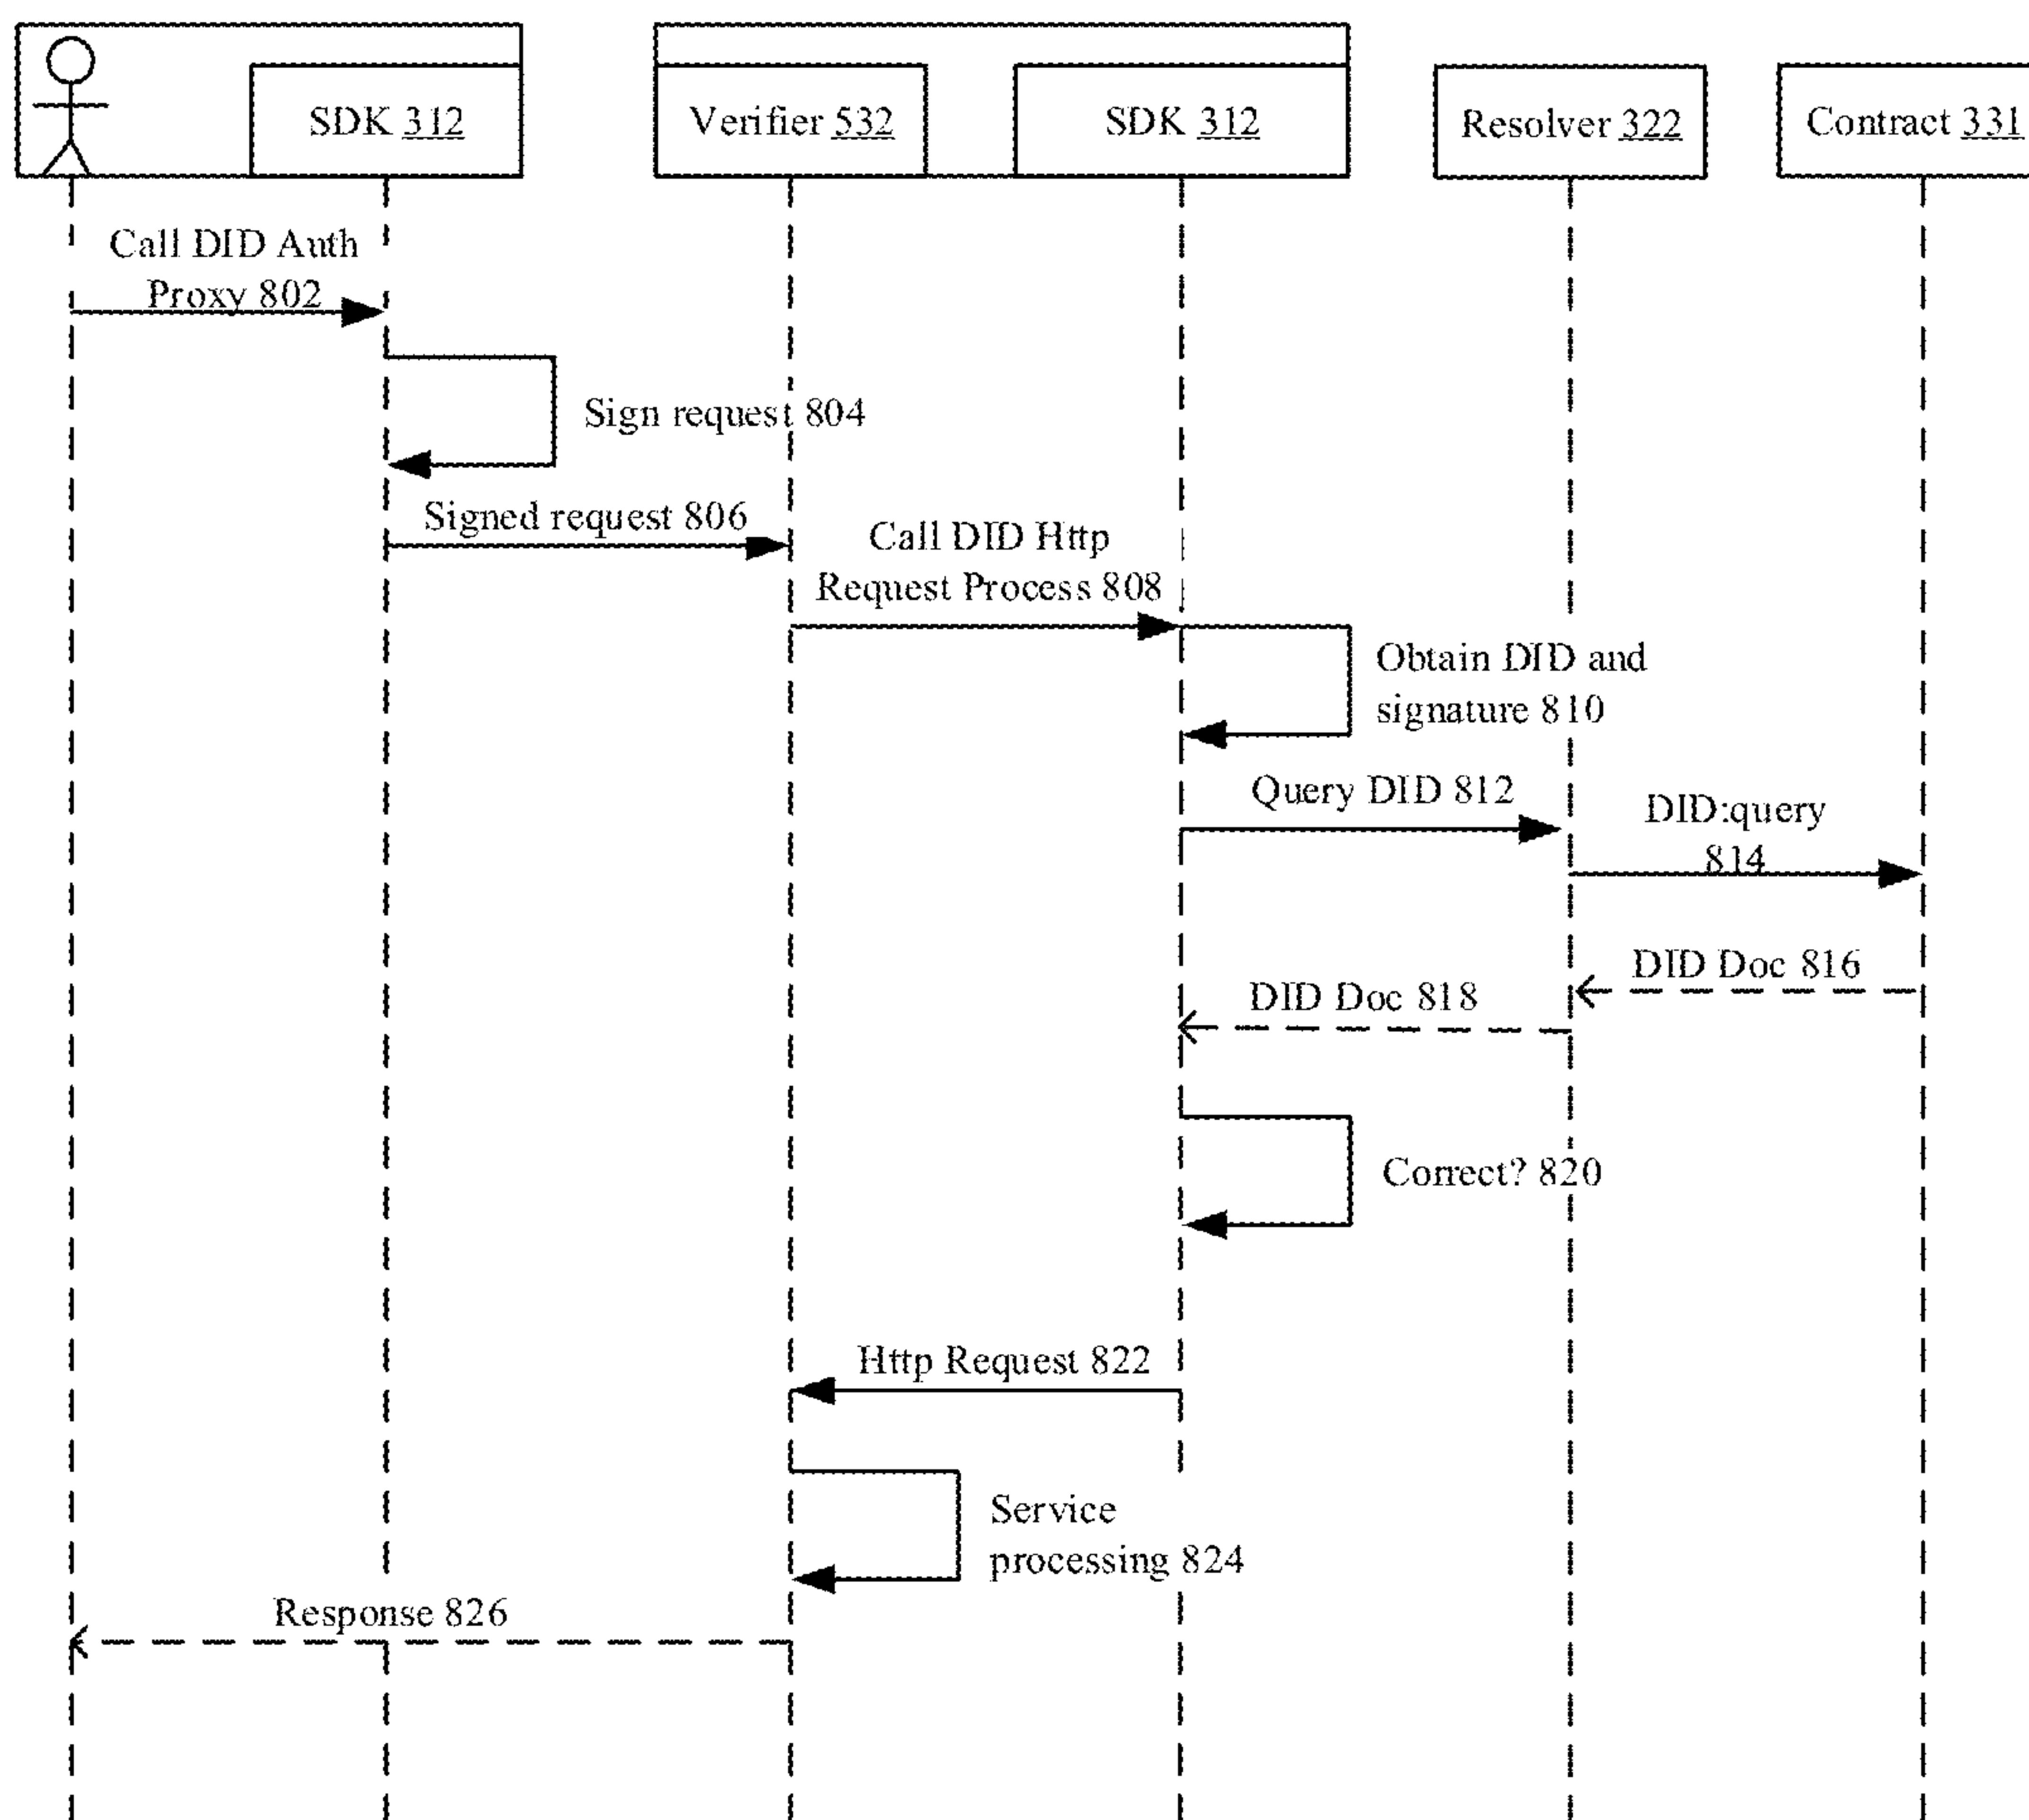 SDK 312
Verifier 532
SDK 312
Resolver 322
Contract 331
Call DID Auth
Proxy 802
Sign request 804
Signed request 806
Call DID Http
Request Process 808
Obtain DID and
signature 810
Query DID 812
DID:query
814
DID Doc 816
DID Doc 818
Correct? 820
Http Request 822
Service
processing 824
Response 826